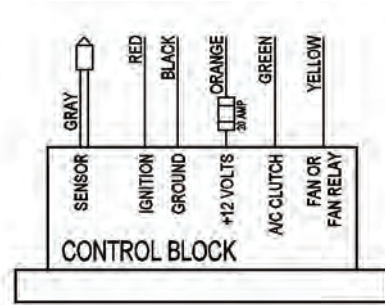 GRAY
RED
BLACK
ORANGE
20 AMP
GREEN
YELLOW
SENSOR
IGNITION
GROUND
+12 VOLTS
A/C CLUTCH
FAN OR
FAN RELAY
CONTROL BLOCK